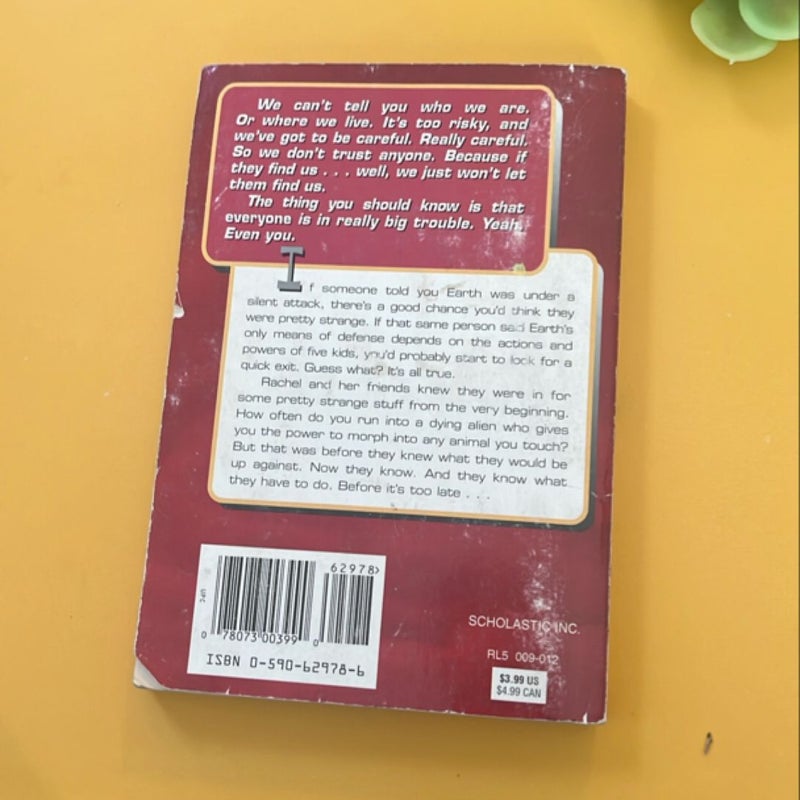 We can't tell you who we are.
Or where we live. It's too risky, and
we've got to be careful. Really careful.
So we don't trust anyone. Because if
they find us . . . well, we just won't let
them find us.
The thing you should know is that
everyone is in really big trouble. Yeah.
Even you.
If someone told you Earth was under a
silent attack, there's a good chance you'd think they
were pretty strange. If that same person said Earth's
only means of defense depends on the actions and
powers of five kids, you'd probably start to look for a
quick exit. Guess what? It's all true.
Rachel and her friends knew they were in for
some pretty strange stuff from the very beginning.
How often do you run into a dying alien who gives
you the power to morph into any animal you touch?
But that was before they knew what they would be
up against. Now they know. And they know what
they have to do. Before it's too late . . .
62978>
0 78073 00399 0
ISBN 0-590-62978-6
SCHOLASTIC INC.
RL5 009-012
$3.99 US
$4.99 CAN